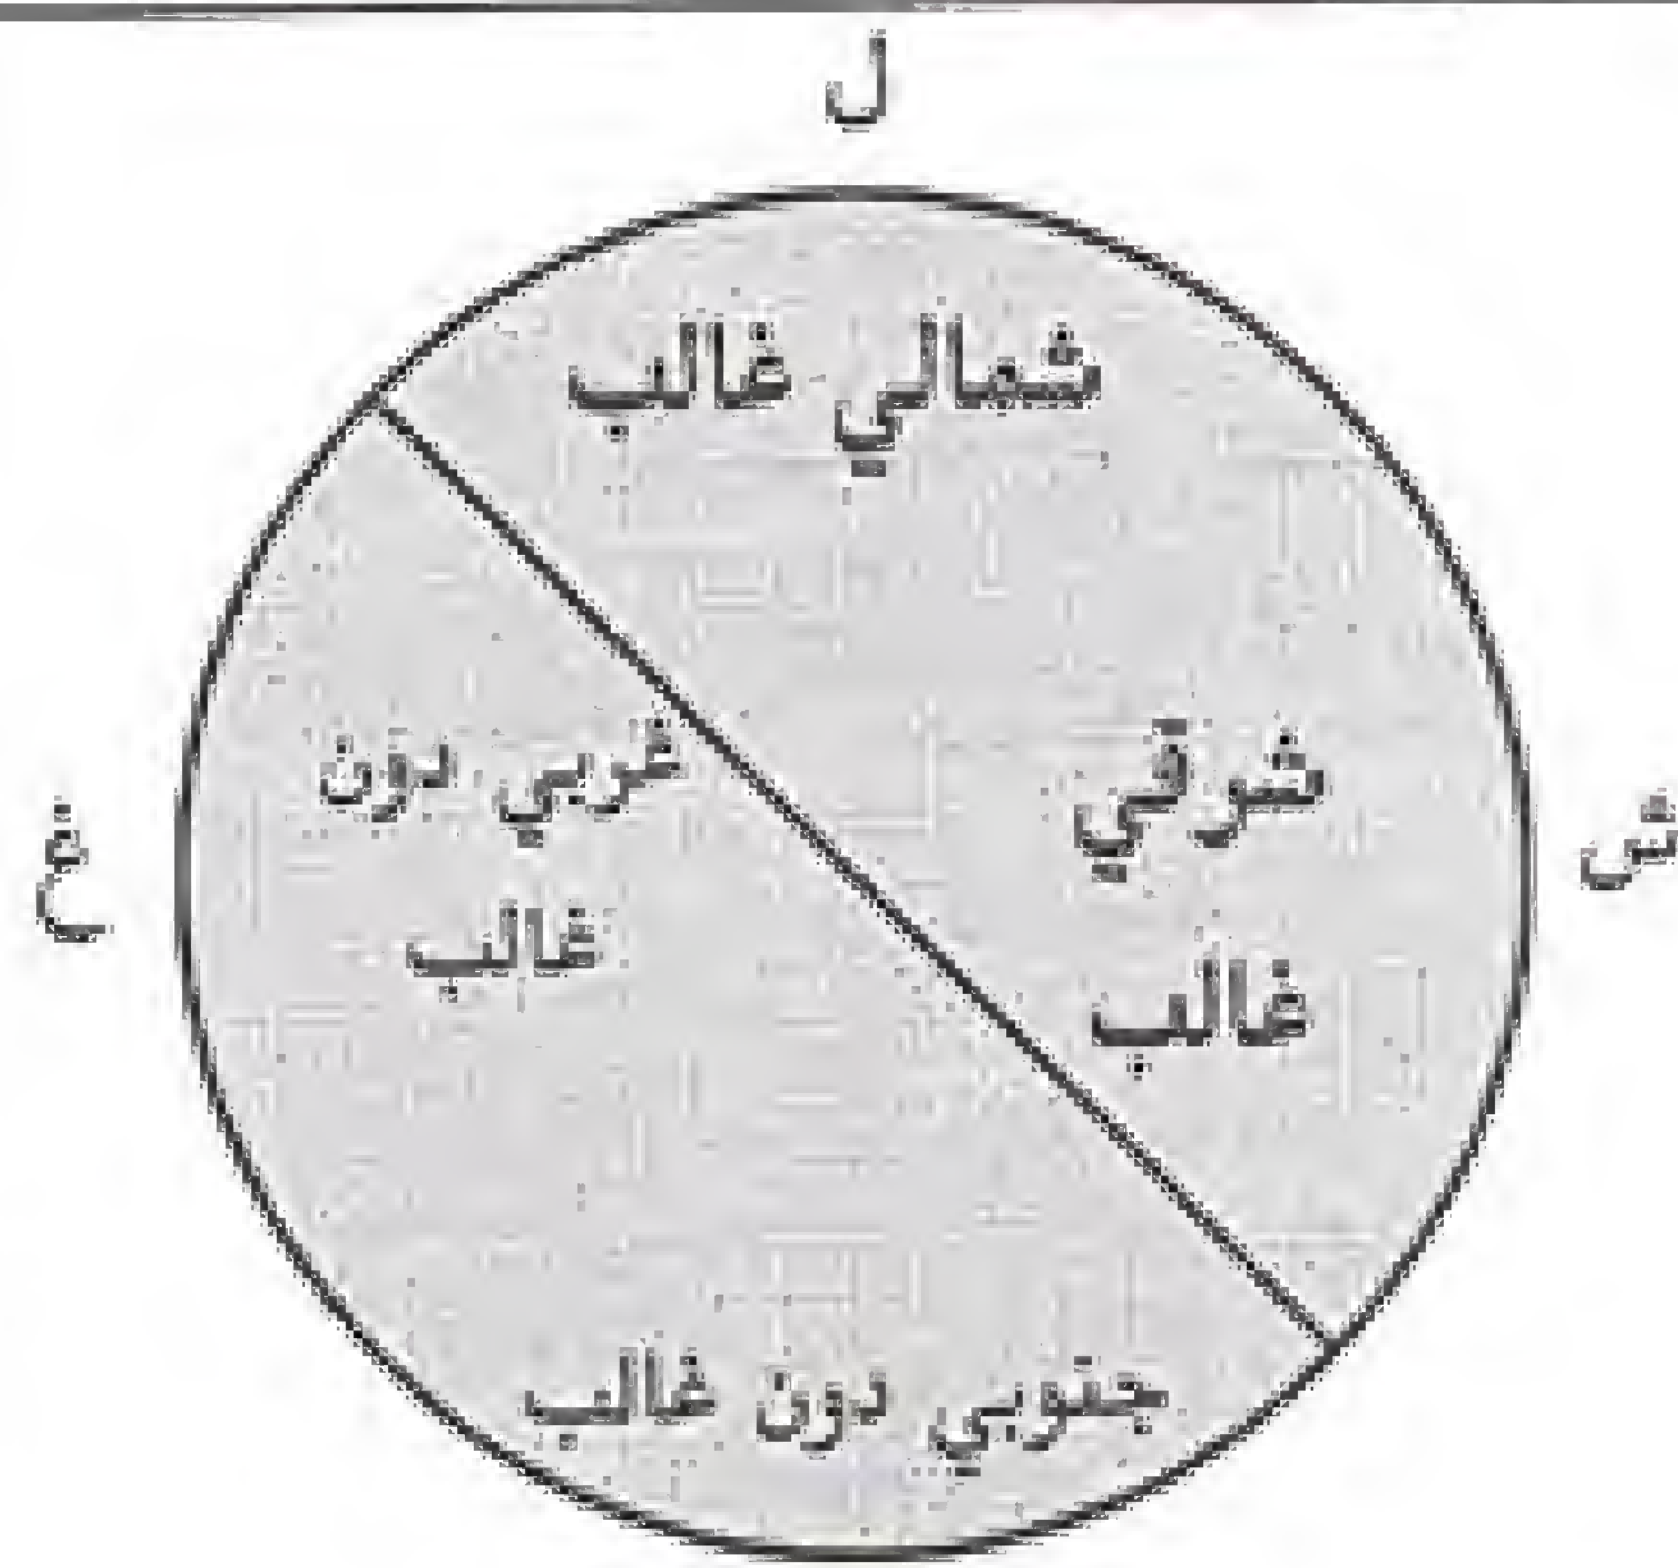 ل
شمالي غالب
شرقي
غالب
غربي دون
غالب
ش
غ
جنوبي دون غالب